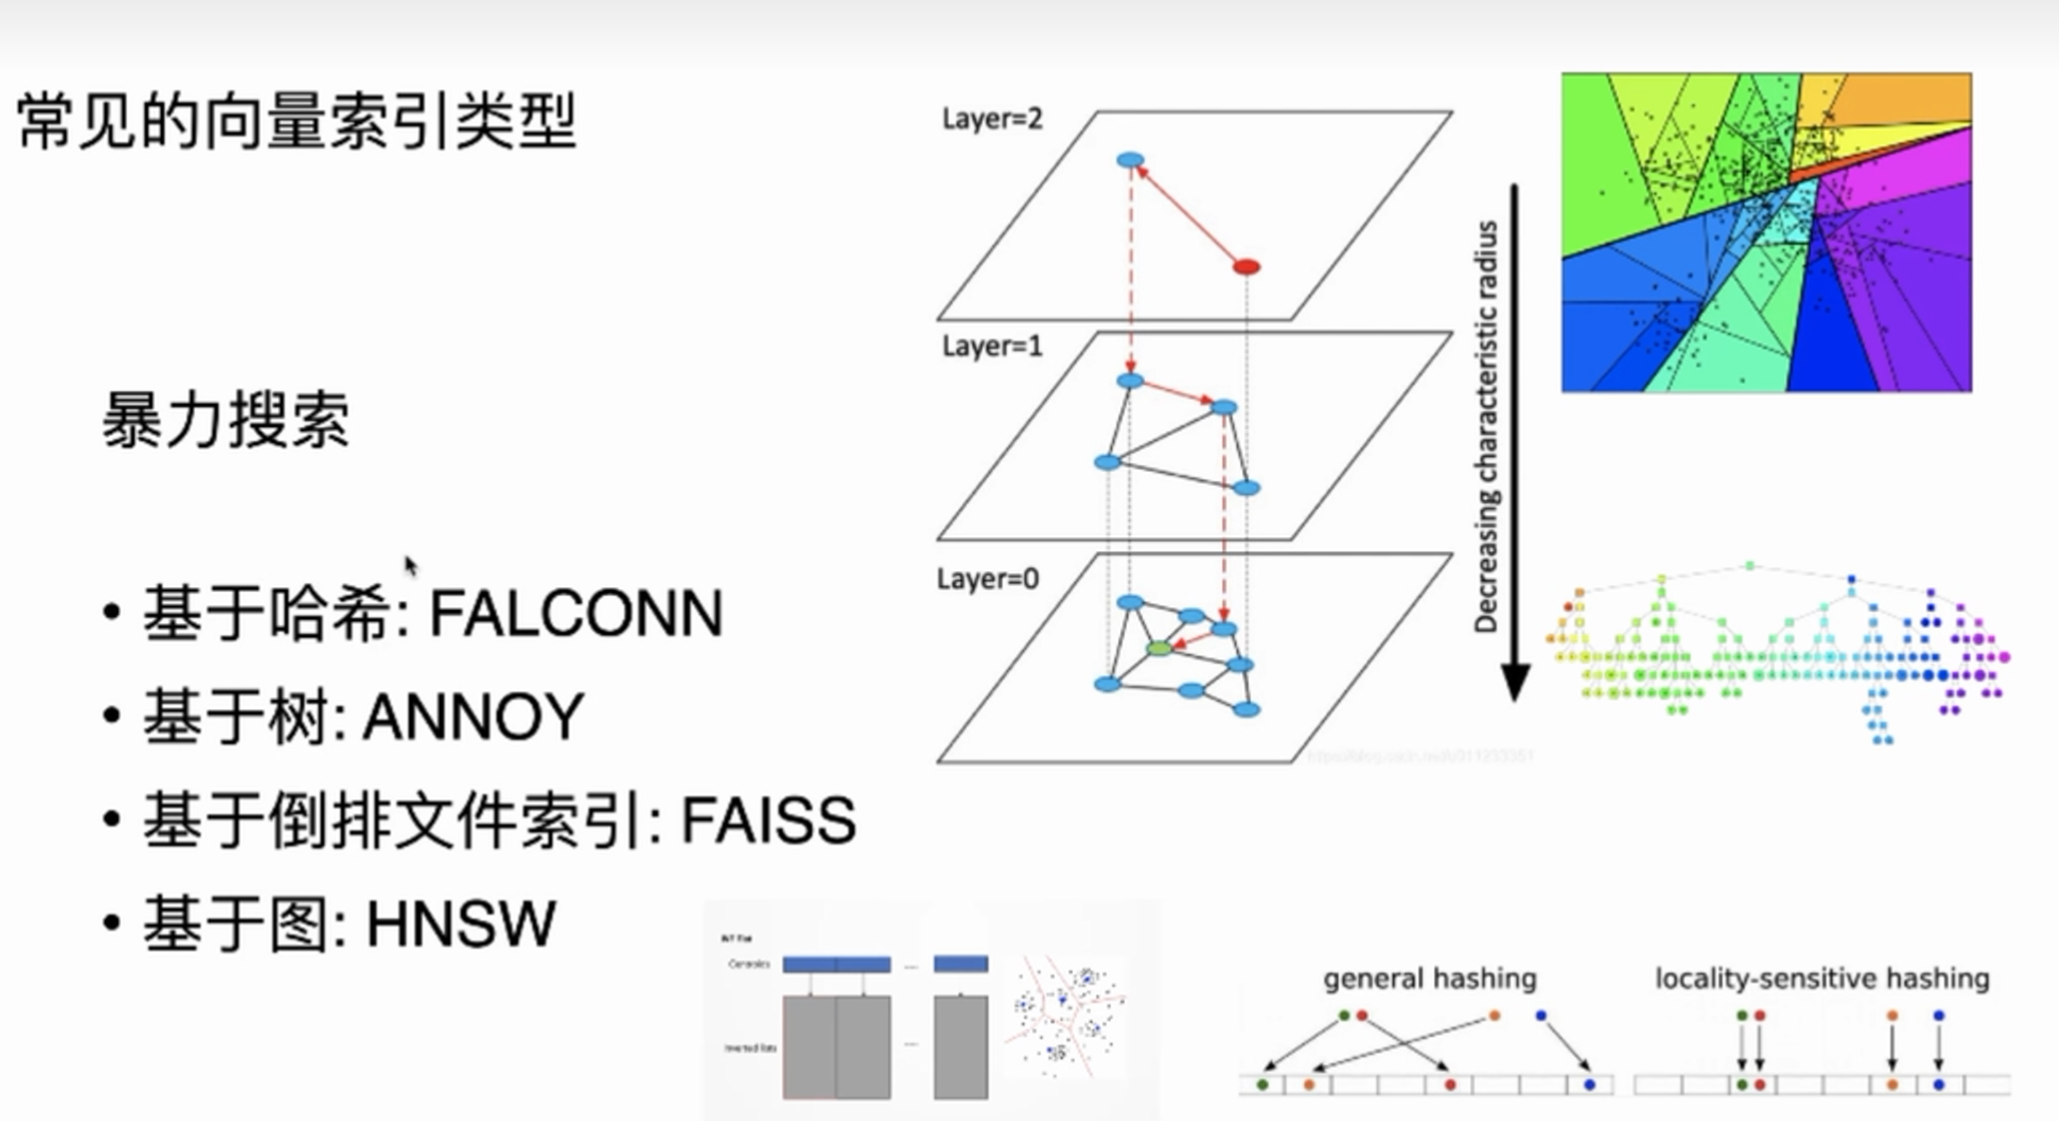 常见的向量索引类型
暴力搜索
• 基于哈希: FALCONN
• 基于树: ANNOY
• 基于倒排文件索引: FAISS
• 基于图: HNSW
Layer=2
Layer=1
Layer=0
Decreasing characteristic radius
Centroids
Inverted lists
general hashing
locality-sensitive hashing